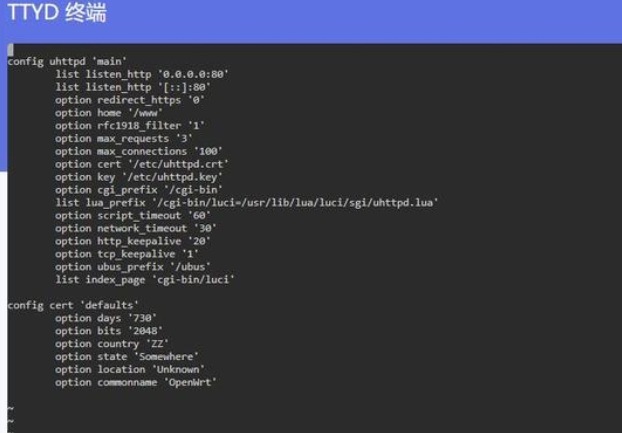 TTYD 终端
config uhttpd 'main'
list listen_http '0.0.0.0:80'
list listen_http '[::]:80'
option redirect_https '0'
option home '/www'
option rfc1918_filter '1'
option max_requests '3'
option max_connections '100'
option cert '/etc/uhttpd.crt'
option key '/etc/uhttpd.key'
option cgi_prefix '/cgi-bin'
list lua_prefix '/cgi-bin/luci=/usr/lib/lua/luci/sgi/uhttpd.lua'
option script_timeout '60'
option network_timeout '30'
option http_keepalive '20'
option tcp_keepalive '1'
option ubus_prefix '/ubus'
list index_page 'cgi-bin/luci'
config cert 'defaults'
option days '730'
option bits '2048'
option country 'ZZ'
option state 'Somewhere'
option location 'Unknown'
option commonname 'OpenWrt'
~
~